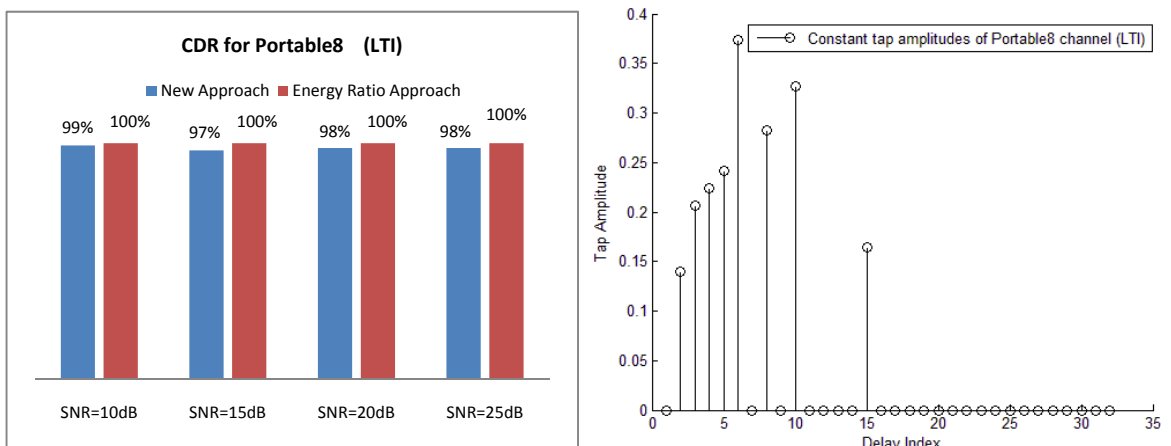 CDR for Portable8 (LTI)
New Approach Energy Ratio Approach
99% 100% 97% 100% 98% 100% 98% 100%
SNR=10dB SNR=15dB SNR=20dB SNR=25dB
0.4
0.35
0.3
0.25
0.2
0.15
0.1
0.05
0
Tap Amplitude
Constant tap amplitudes of Portable8 channel (LTI)
0 5 10 15 20 25 30 35
Delay Index